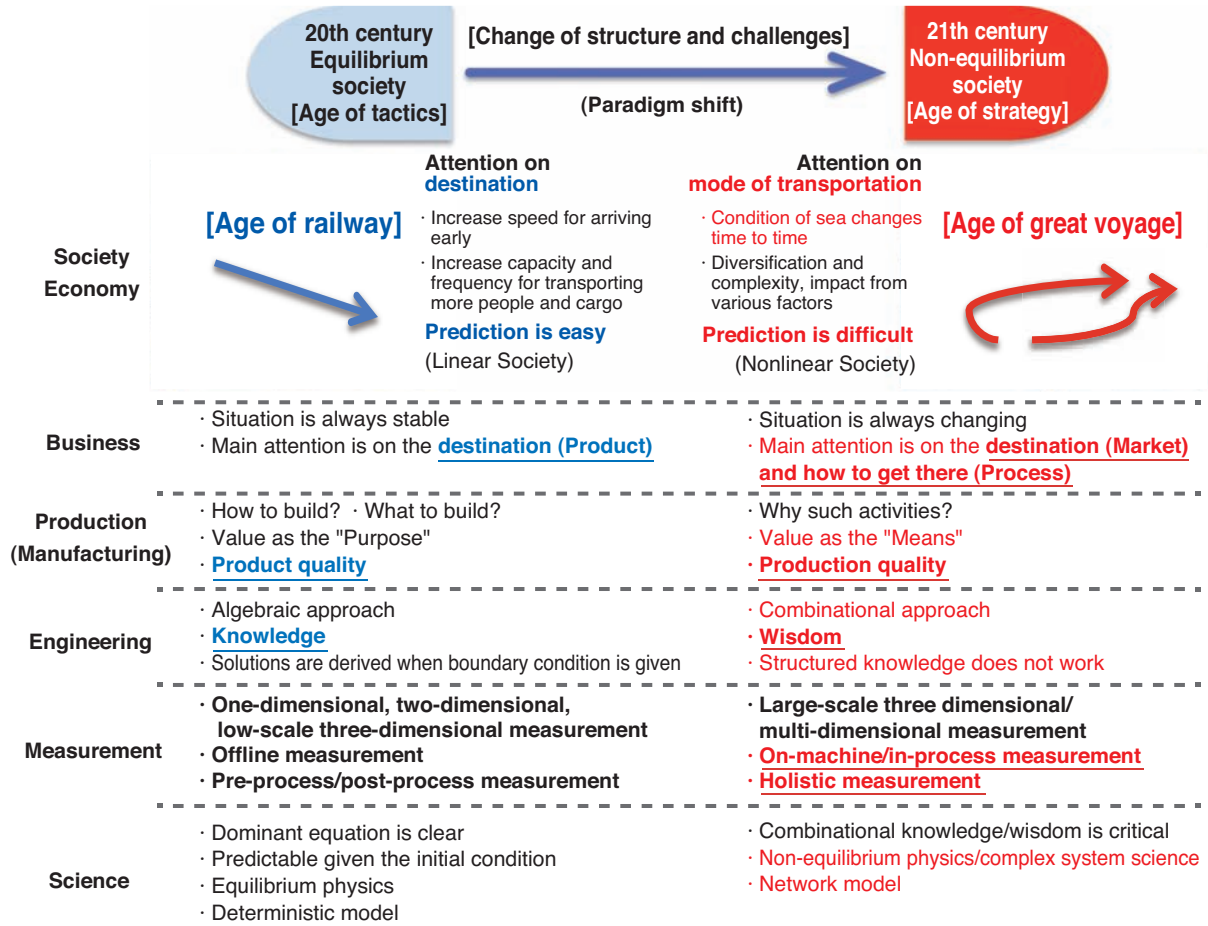 20th century
Equilibrium
society
[Age of tactics]
[Change of structure and challenges]
(Paradigm shift)
21th century
Non-equilibrium
society
[Age of strategy]
Society
Economy
[Age of railway]
Attention on
destination
· Increase speed for arriving
early
· Increase capacity and
frequency for transporting
more people and cargo
Prediction is easy
(Linear Society)
Attention on
mode of transportation
· Condition of sea changes
time to time
· Diversification and
complexity, impact from
various factors
Prediction is difficult
(Nonlinear Society)
[Age of great voyage]
Business
· Situation is always stable
· Main attention is on the destination (Product)
· Situation is always changing
· Main attention is on the destination (Market)
and how to get there (Process)
Production
(Manufacturing)
· How to build? · What to build?
· Value as the "Purpose"
· Product quality
· Why such activities?
· Value as the "Means"
· Production quality
Engineering
· Algebraic approach
· Knowledge
· Solutions are derived when boundary condition is given
· Combinational approach
· Wisdom
· Structured knowledge does not work
Measurement
· One-dimensional, two-dimensional,
low-scale three-dimensional measurement
· Offline measurement
· Pre-process/post-process measurement
· Large-scale three dimensional/
multi-dimensional measurement
· On-machine/in-process measurement
· Holistic measurement
Science
· Dominant equation is clear
· Predictable given the initial condition
· Equilibrium physics
· Deterministic model
· Combinational knowledge/wisdom is critical
· Non-equilibrium physics/complex system science
· Network model